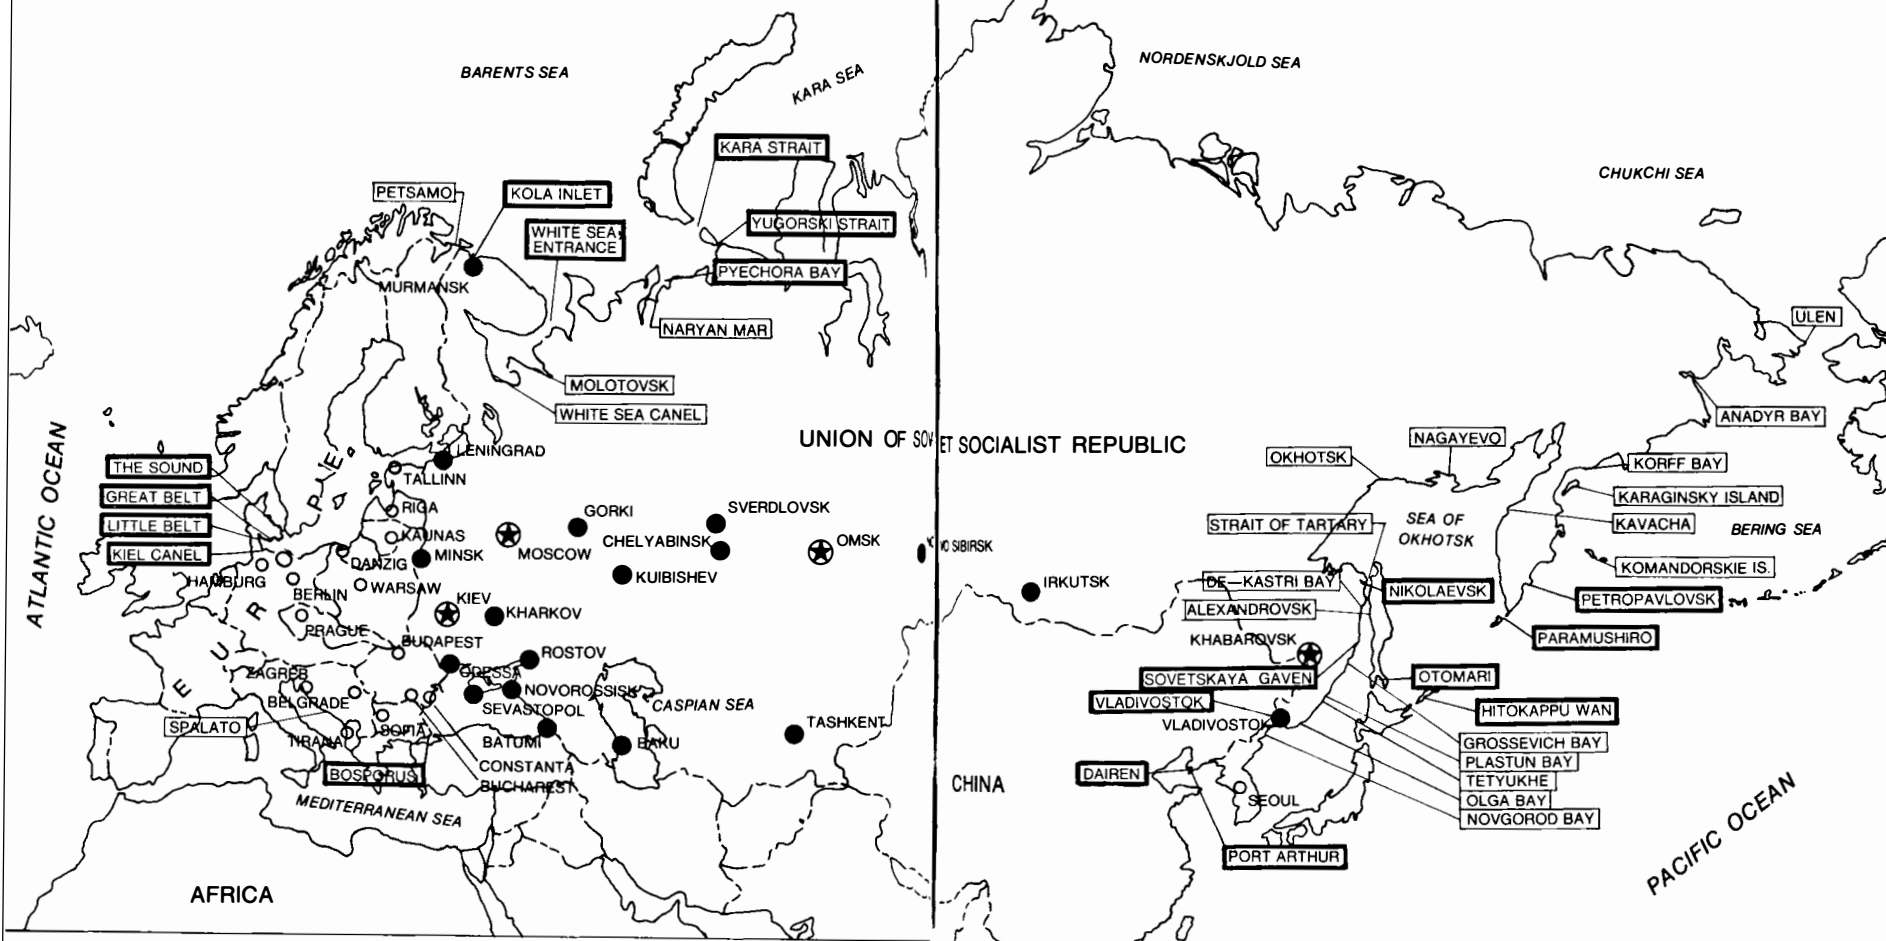 BARENTS SEA
KARA SEA
NORDENSKJOLD SEA
CHUKCHI SEA
KARA STRAIT
PETSAMO
KOLA INLET
WHITE SEA
ENTRANCE
YUGORSKI STRAIT
PYECHORA BAY
MURMANSK
NARYAN MAR
ULEN
MOLOTOVSK
WHITE SEA CANEL
ANADYR BAY
ATLANTIC OCEAN
UNION OF SOV ET SOCIALIST REPUBLIC
NAGAYEVO
OKHOTSK
KORFF BAY
THE SOUND
LENINGRAD
TALLINN
GREAT BELT
KARAGINSKY ISLAND
RIGA
GORKI
SVERDLOVSK
STRAIT OF TARTARY
SEA OF
OKHOTSK
KAVACHA
BERING SEA
LITTLE BELT
KAUNAS
MOSCOW
CHELYABINSK
OMSK
VO SIBIRSK
KIEL CANEL
DANZIG
MINSK
KOMANDORSKIE IS.
HAMBURG
BERLIN
WARSAW
KUIBISHEV
IRKUTSK
DE-KASTRI BAY
NIKOLAEVSK
PETROPAVLOVSK
KIEV
KHARKOV
ALEXANDROVSK
PRAGUE
BUDAPEST
KHABAROVSK
PARAMUSHIRO
EUROPE
ROSTOV
ZAGREB
ODESSA
SOVETSKAYA GAVEN
OTOMARI
NOVOROSSISK
BELGRADE
SEVASTOPOL
CASPIAN SEA
VLADIVOSTOK
HITOKAPPU WAN
SPALATO
SOFIA
TASHKENT
VLADIVOSTOK
TIRANA
BATUMI
BAKU
GROSSEVICH BAY
PLASTUN BAY
BOSPORUS
CONSTANTA
BUCHAREST
CHINA
DAIREN
TETYUKHE
MEDITERRANEAN SEA
SEOUL
OLGA BAY
NOVGOROD BAY
PORT ARTHUR
AFRICA
PACIFIC OCEAN